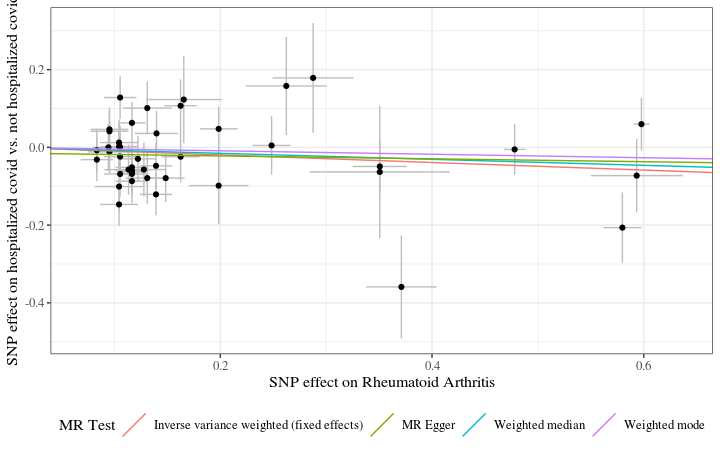 SNP effect on hospitalized covid vs. not hospitalized covid
0.2
0.0
-0.2
-0.4
0.2 0.4 0.6
SNP effect on Rheumatoid Arthritis
MR Test Inverse variance weighted (fixed effects) MR Egger Weighted median Weighted mode